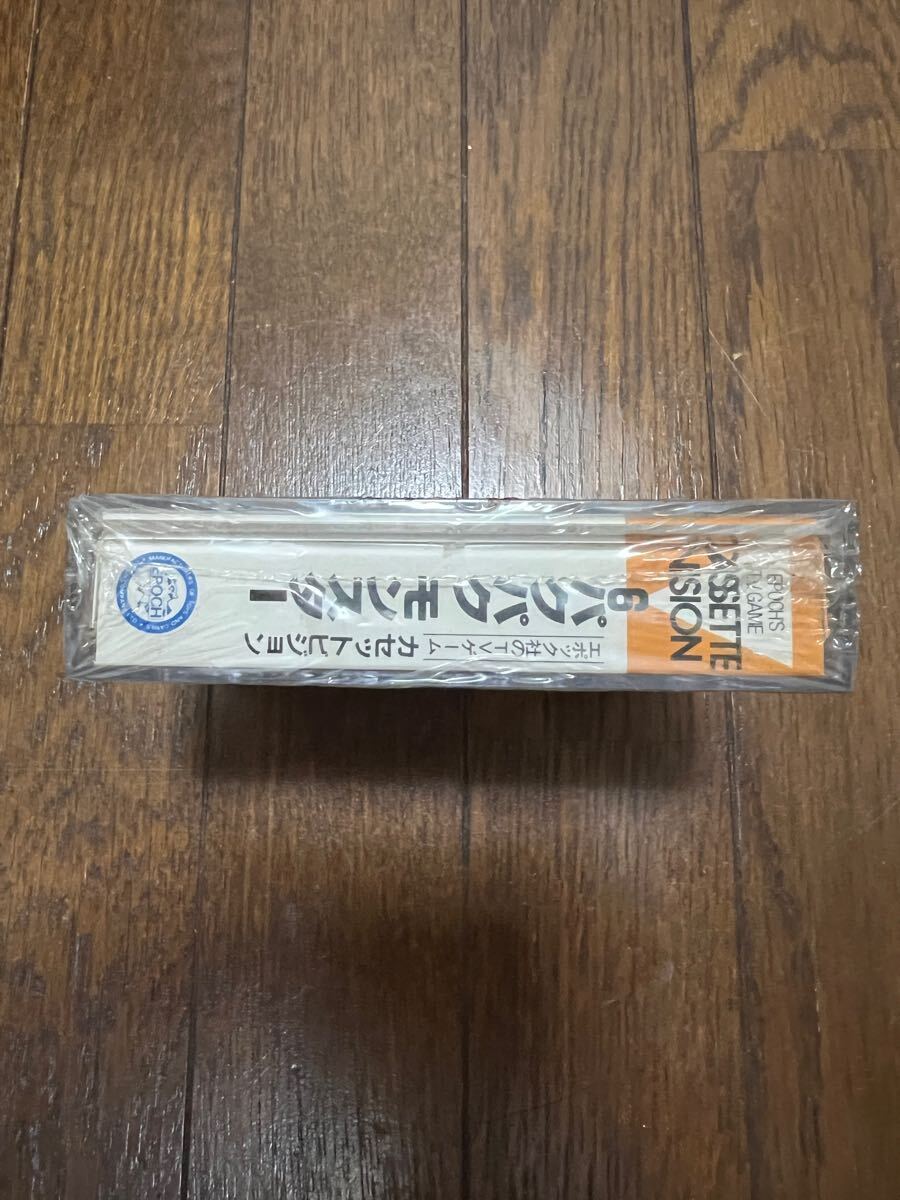 EPOCH'S
TV GAME
CASSETTE
VISION
6
パクパク
モンスター
エポック社のTVゲーム
カセットビジョン
EPOCH